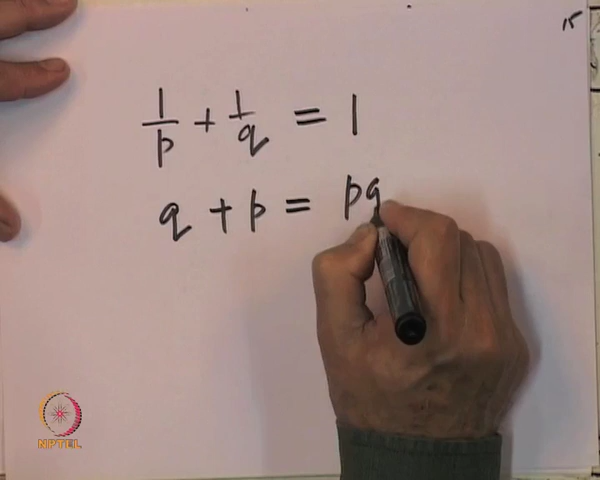 15
1/p + 1/q = 1
q + p = pq
NPTEL